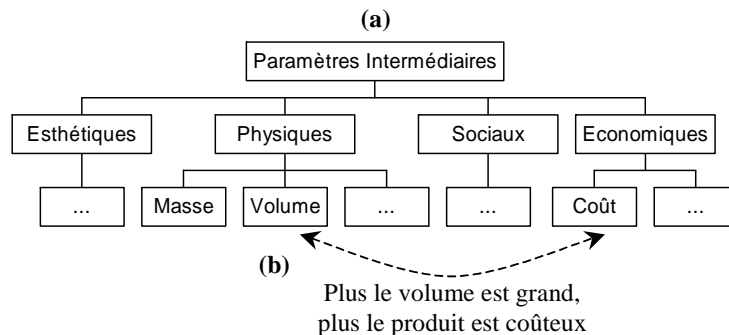 (a)
Paramètres Intermédiaires
Esthétiques Physiques Sociaux Economiques
... Masse Volume ... ... Coût ...
(b)
Plus le volume est grand,
plus le produit est coûteux